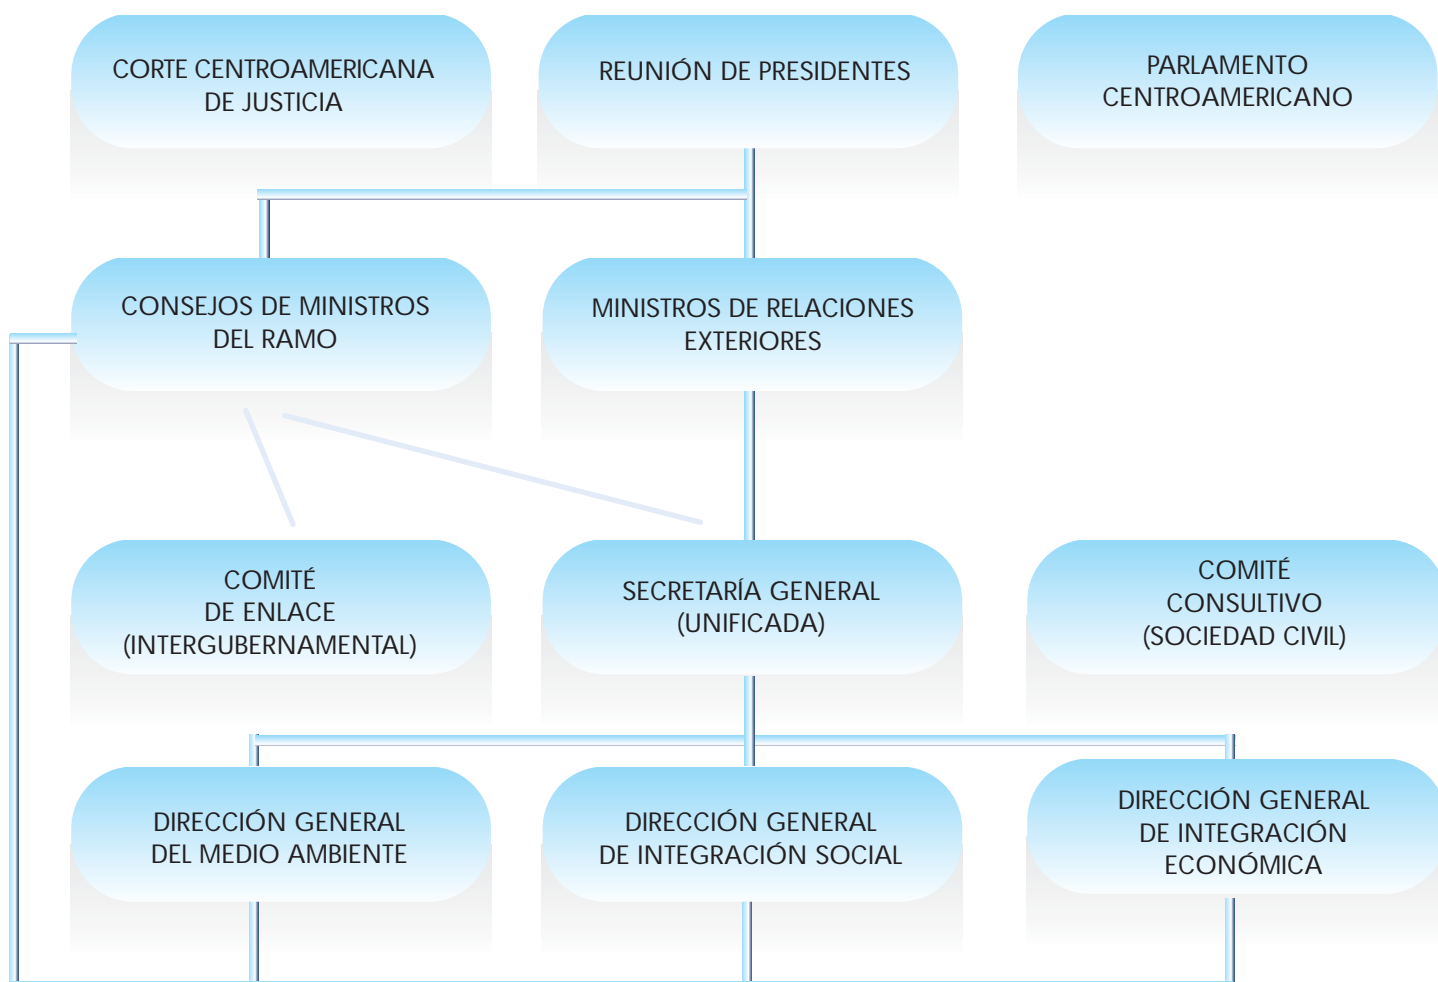 CORTE CENTROAMERICANA
DE JUSTICIA
REUNIÓN DE PRESIDENTES
PARLAMENTO
CENTROAMERICANO
CONSEJOS DE MINISTROS
DEL RAMO
MINISTROS DE RELACIONES
EXTERIORES
COMITÉ
DE ENLACE
(INTERGUBERNAMENTAL)
SECRETARÍA GENERAL
(UNIFICADA)
COMITÉ
CONSULTIVO
(SOCIEDAD CIVIL)
DIRECCIÓN GENERAL
DEL MEDIO AMBIENTE
DIRECCIÓN GENERAL
DE INTEGRACIÓN SOCIAL
DIRECCIÓN GENERAL
DE INTEGRACIÓN
ECONÓMICA